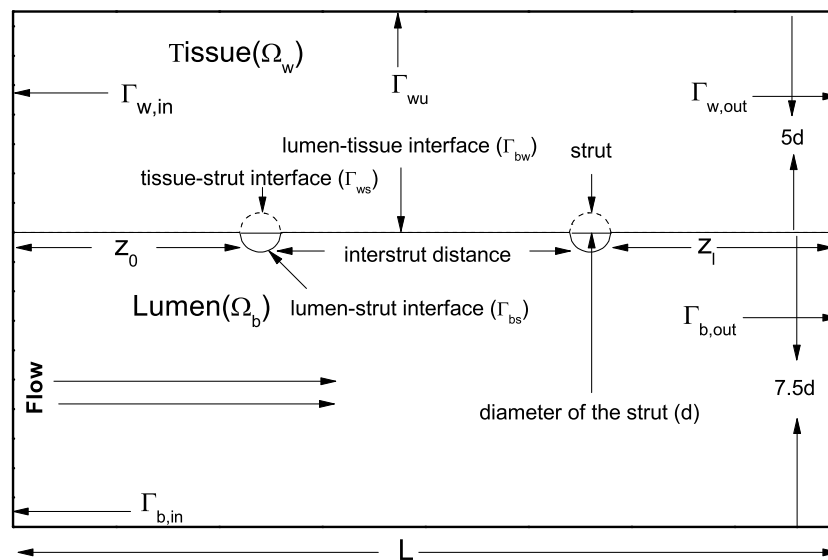 Tissue(Ω_w)
Γ_w,in
Γ_wu
Γ_w,out
lumen-tissue interface (Γ_bw)
strut
5d
tissue-strut interface (Γ_ws)
z_0
interstrut distance
z_l
Lumen(Ω_b)
lumen-strut interface (Γ_bs)
Γ_b,out
Flow
7.5d
diameter of the strut (d)
Γ_b,in
L